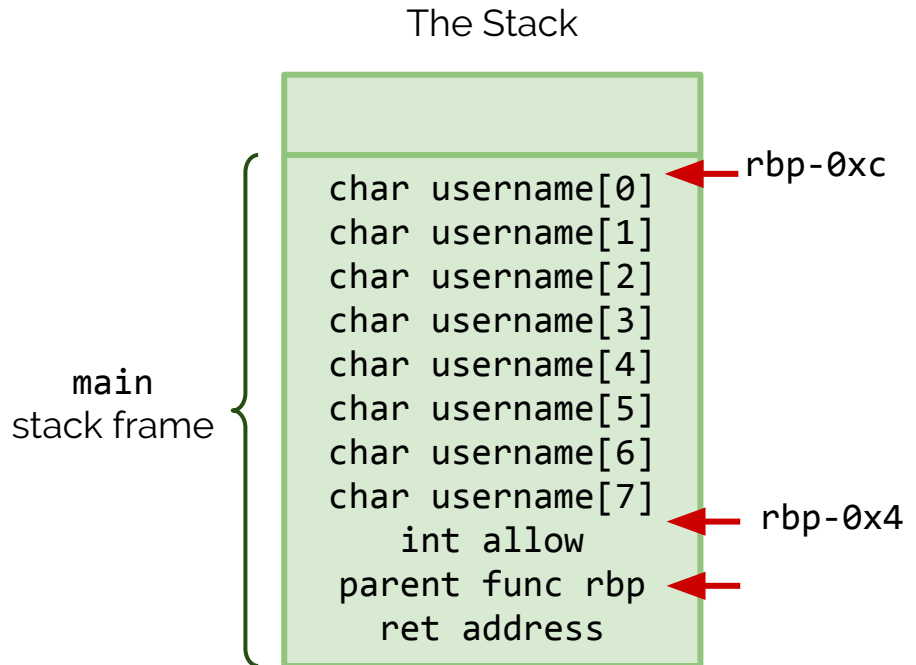 The Stack
rbp-0xc
char username[0]
char username[1]
char username[2]
char username[3]
char username[4]
char username[5]
char username[6]
char username[7]
rbp-0x4
int allow
parent func rbp
ret address
main
stack frame